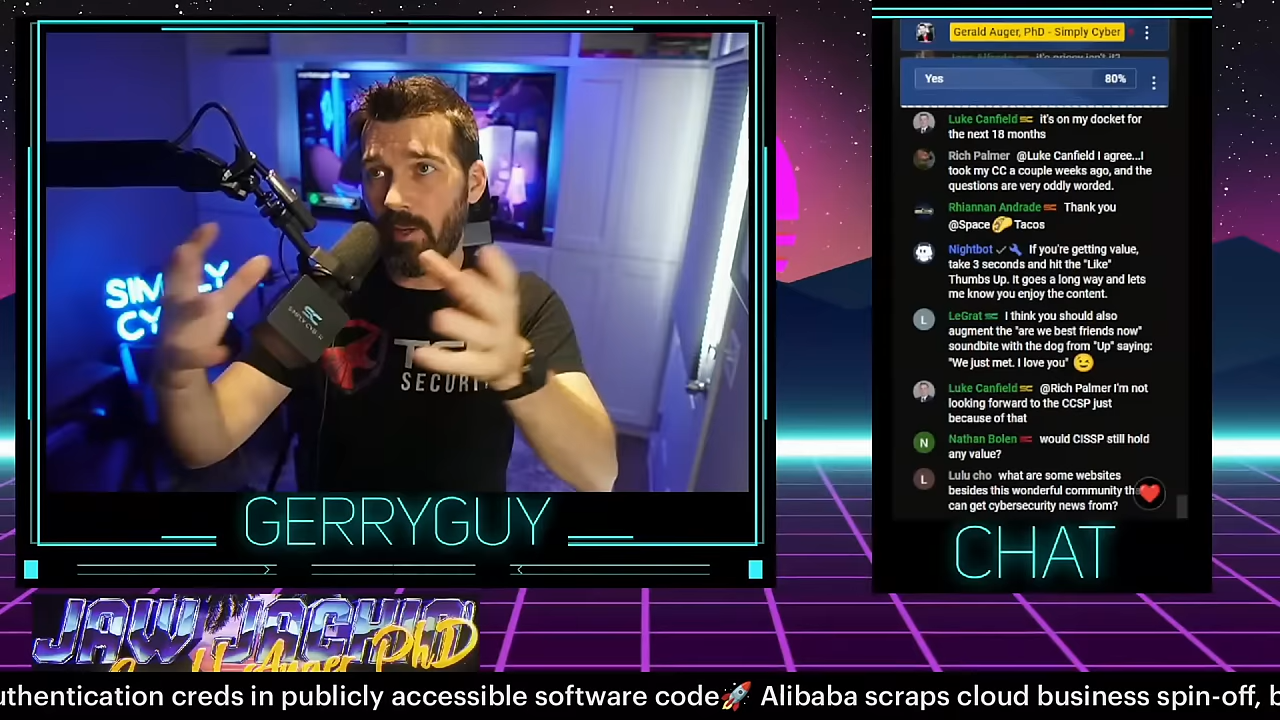 Gerald Auger, PhD - Simply Cyber
Yes 80%
Luke Canfield it's on my docket for
the next 18 months
Rich Palmer @Luke Canfield I agree...I
took my CC a couple weeks ago, and the
questions are very oddly worded.
Rhiannan Andrade Thank you
@Space 🌮 Tacos
Nightbot If you're getting value,
take 3 seconds and hit the "Like"
Thumbs Up. It goes a long way and lets
me know you enjoy the content.
L LeGrat I think you should also
augment the "are we best friends now"
soundbite with the dog from "Up" saying:
"We just met. I love you" 😉
Luke Canfield @Rich Palmer I'm not
looking forward to the CCSP just
because of that
N Nathan Bolen would CISSP still hold
any value?
L Lulu cho what are some websites
besides this wonderful community th
can get cybersecurity news from?
CHAT
SIMPLY CYBER
SECURI
GERRYGUY
JAW JACKIN'
PhD
uthentication creds in publicly accessible software code🚀 Alibaba scraps cloud business spin-off, b